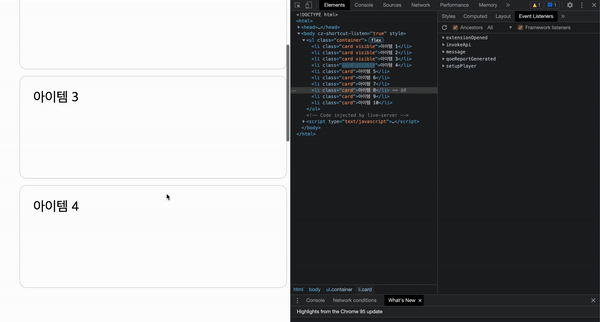 아이템 3
아이템 4
Elements Console Sources Network Performance Memory » 1 1
<!DOCTYPE html>
<html>
<head>…</head>
<body cz-shortcut-listen="true" style>
<ul class="container"> flex
<li class="card visible">아이템 1</li>
<li class="card visible">아이템 2</li>
<li class="card visible">아이템 3</li>
아이템 4</li>
<li class="card">아이템 5</li>
<li class="card">아이템 6</li>
<li class="card">아이템 7</li>
<li class="card">아이템 8</li> == $0
<li class="card">아이템 9</li>
<li class="card">아이템 10</li>
</ul>
<!-- Code injected by live-server -->
<script type="text/javascript">…</script>
</body>
</html>
html body ul.container li.card
Styles Computed Layout Event Listeners »
Ancestors All Framework listeners
extensionOpened
invokeApi
message
qoeReportGenerated
setupPlayer
Console Network conditions What's New ×
Highlights from the Chrome 95 update